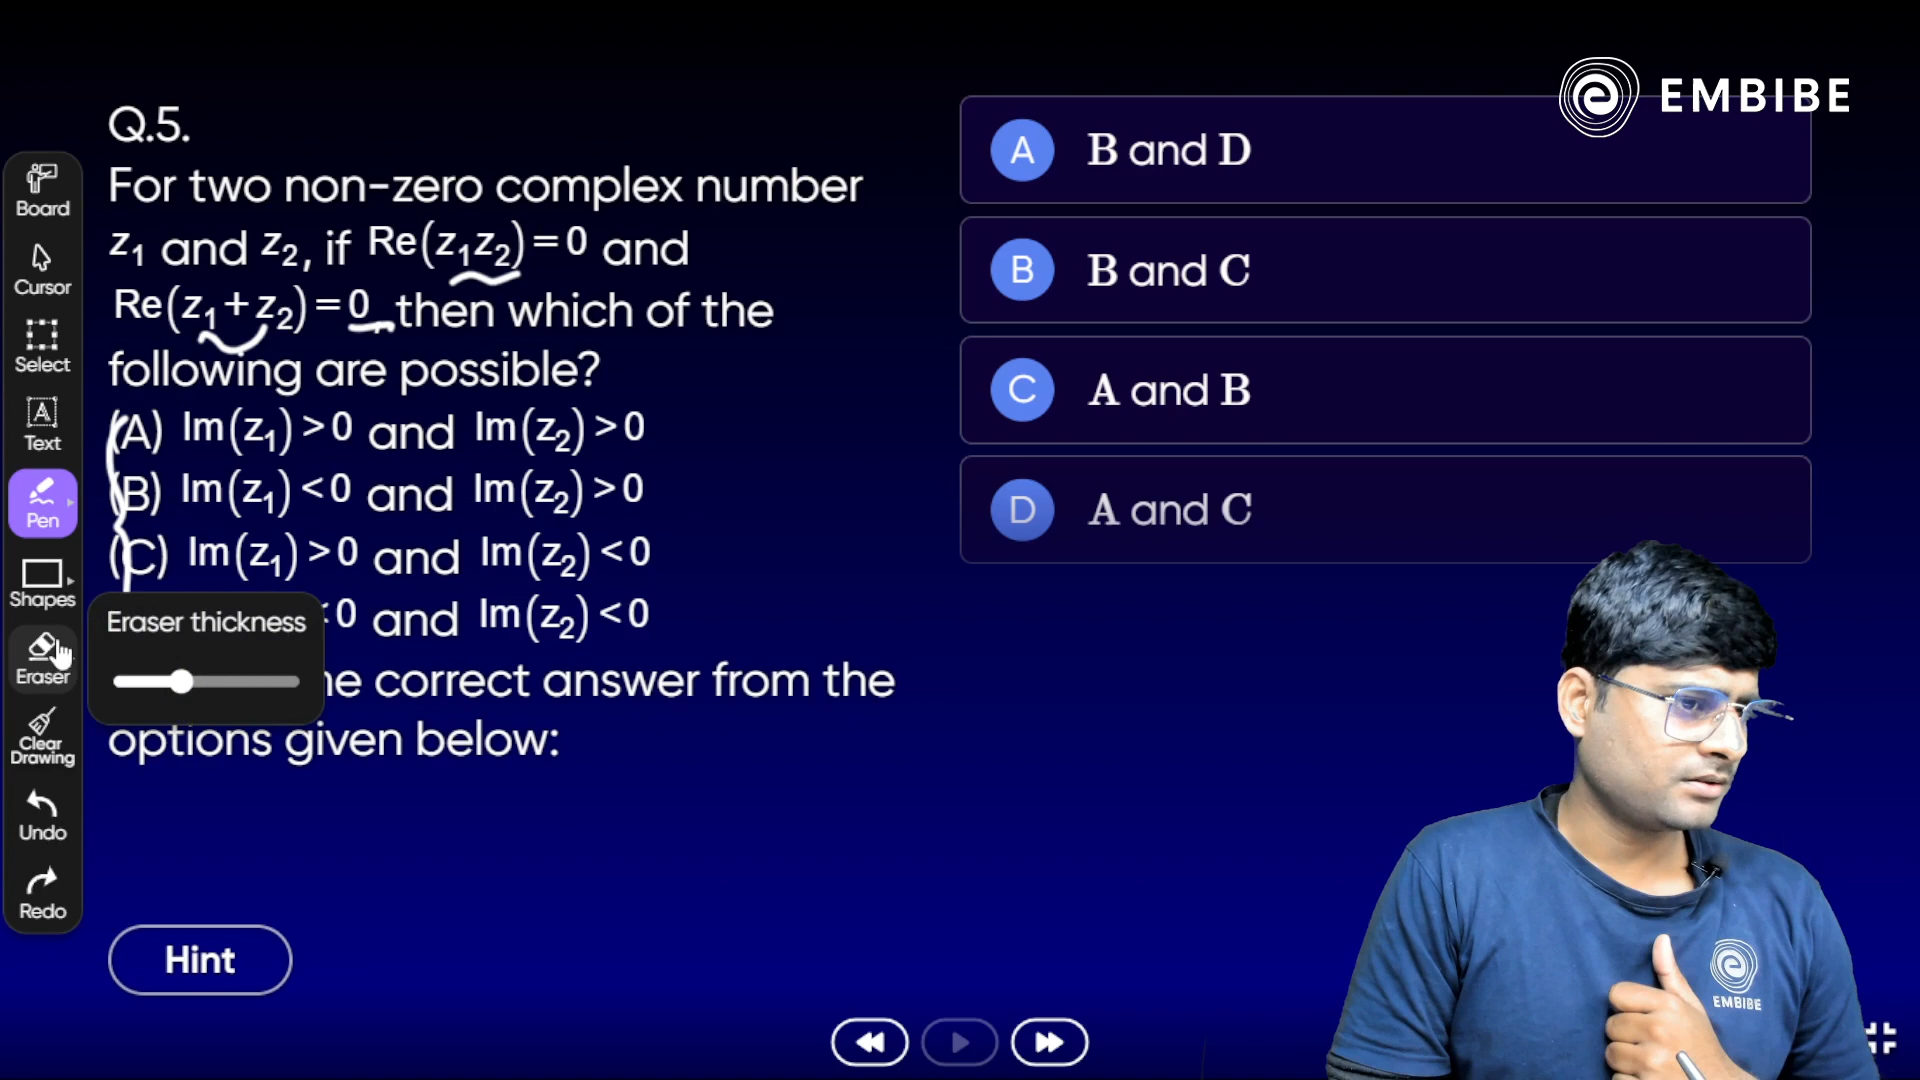 EMBIBE
Q.5.
For two non-zero complex number
z₁ and z₂, if Re(z₁z₂)=0 and
Re(z₁+z₂)=0, then which of the
following are possible?
(A) Im(z₁)>0 and Im(z₂)>0
(B) Im(z₁)<0 and Im(z₂)>0
(C) Im(z₁)>0 and Im(z₂)<0
<0 and Im(z₂)<0
he correct answer from the
options given below:
A B and D
B B and C
C A and B
D A and C
Board
Cursor
Select
Text
Pen
Shapes
Eraser
Clear
Drawing
Undo
Redo
Eraser thickness
Hint
EMBIBE